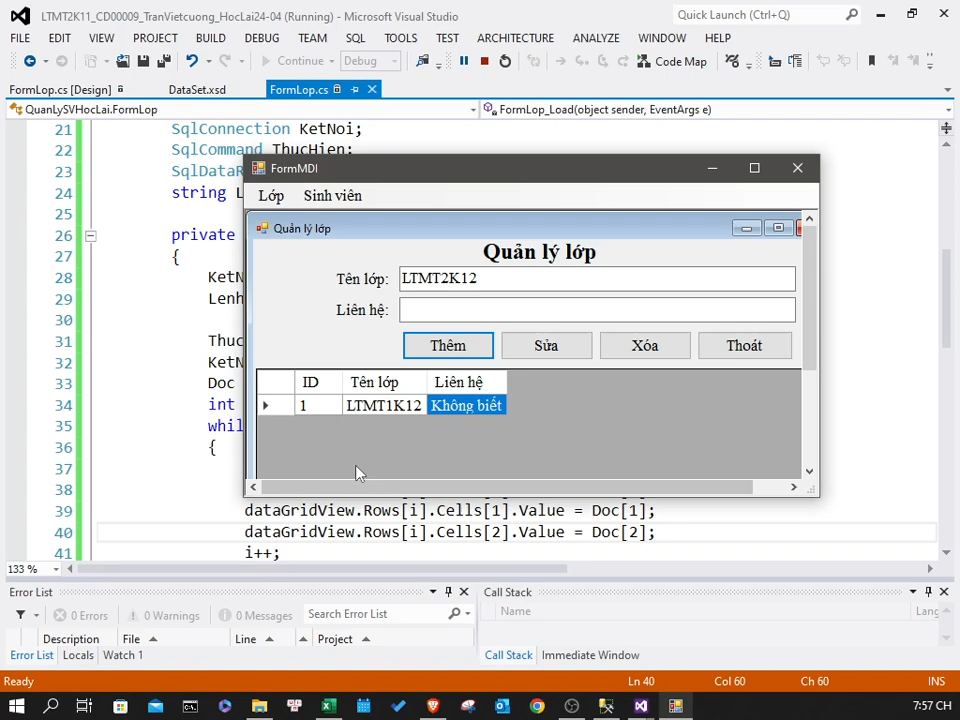 LTMT2K11_CD00009_TranVietcuong_HocLai24-04 (Running) - Microsoft Visual Studio
Quick Launch (Ctrl+Q)
FILE EDIT VIEW PROJECT BUILD DEBUG TEAM SQL TOOLS TEST ARCHITECTURE ANALYZE WINDOW HELP
Continue Debug Code Map
FormLop.cs [Design] DataSet.xsd FormLop.cs
QuanLySVHocLai.FormLop FormLop_Load(object sender, EventArgs e)
21 SqlConnection KetNoi;
22 SqlCommand ThucHien;
23 SqlDataR
24 string L
25
26 private
27 {
28 KetN
29 Lenh
30
31 Thuc
32 KetN
33 Doc
34 int
35 whil
36 {
37
38
39 dataGridView.Rows[i].Cells[1].Value = Doc[1];
40 dataGridView.Rows[i].Cells[2].Value = Doc[2];
41 i++;
FormMDI
Lớp Sinh viên
Quản lý lớp
Quản lý lớp
Tên lớp: LTMT2K12
Liên hệ:
Thêm Sửa Xóa Thoát
ID Tên lớp Liên hệ
1 LTMT1K12 Không biết
133 %
Error List
0 Errors 0 Warnings 0 Messages Search Error List
Description File Line Project
Error List Locals Watch 1
Call Stack
Name Lang
Call Stack Immediate Window
Ready Ln 40 Col 60 Ch 60 INS
7:57 CH